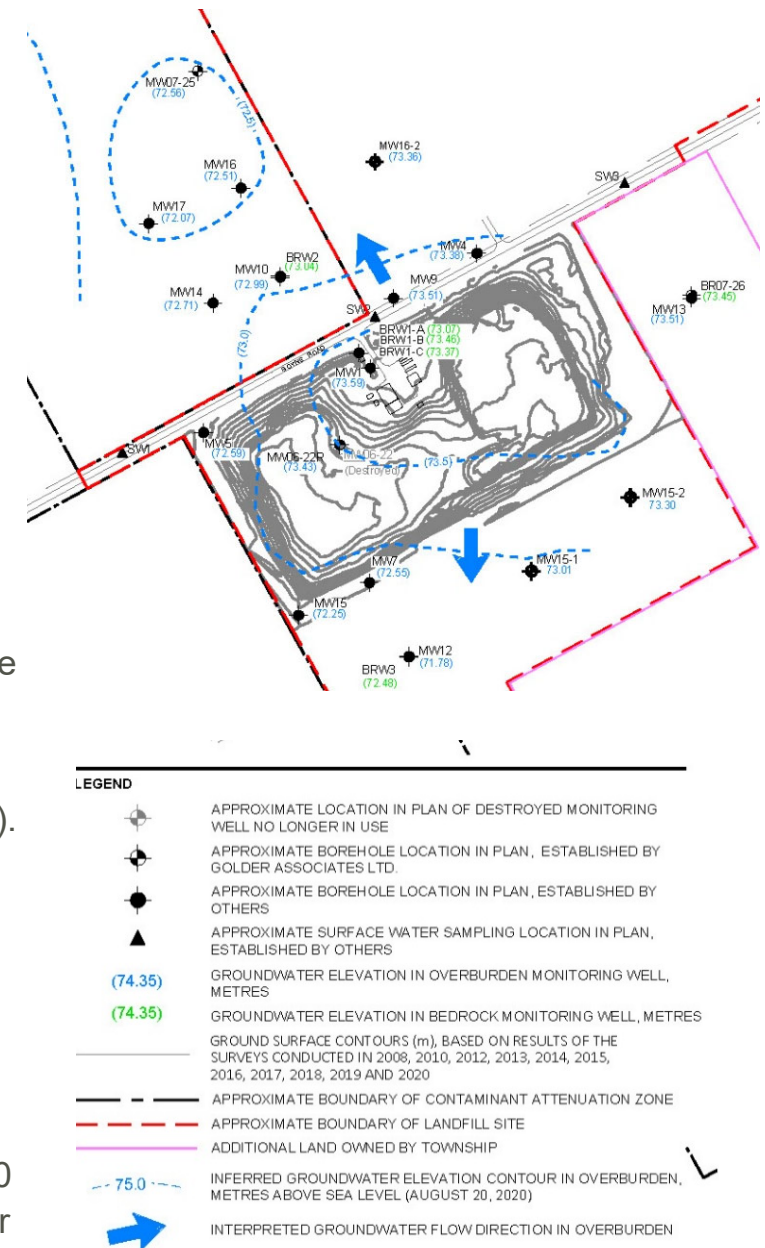 MW07-25
(72.56)
(72.5)
MW16-2
(73.36)
MW16
(72.51)
SW3
MW17
(72.07)
MW4
(73.38)
BRW2
(73.04)
MW10
(72.99)
BR07-26
(73.45)
MW13
(73.51)
MW9
(73.51)
MW14
(72.71)
SW2
BRW1-A (73.07)
BRW1-B (73.46)
BRW1-C (73.37)
(73.0)
BOYNE ROAD
MW1
(73.59)
MW5
(72.59)
SW1
MW06-22R
(73.43)
MW06-22
(Destroyed)
(73.5)
MW15-2
73.30
MW7
(72.55)
MW15-1
73.01
MW15
(72.25)
MW12
(71.78)
BRW3
(72.48)
e
).
LEGEND
APPROXIMATE LOCATION IN PLAN OF DESTROYED MONITORING
WELL NO LONGER IN USE
APPROXIMATE BOREHOLE LOCATION IN PLAN, ESTABLISHED BY
GOLDER ASSOCIATES LTD.
APPROXIMATE BOREHOLE LOCATION IN PLAN, ESTABLISHED BY
OTHERS
APPROXIMATE SURFACE WATER SAMPLING LOCATION IN PLAN,
ESTABLISHED BY OTHERS
(74.35) GROUNDWATER ELEVATION IN OVERBURDEN MONITORING WELL,
METRES
(74.35) GROUNDWATER ELEVATION IN BEDROCK MONITORING WELL, METRES
GROUND SURFACE CONTOURS (m), BASED ON RESULTS OF THE
SURVEYS CONDUCTED IN 2008, 2010, 2012, 2013, 2014, 2015,
2016, 2017, 2018, 2019 AND 2020
APPROXIMATE BOUNDARY OF CONTAMINANT ATTENUATION ZONE
APPROXIMATE BOUNDARY OF LANDFILL SITE
ADDITIONAL LAND OWNED BY TOWNSHIP
75.0 INFERRED GROUNDWATER ELEVATION CONTOUR IN OVERBURDEN,
METRES ABOVE SEA LEVEL (AUGUST 20, 2020)
0
r
INTERPRETED GROUNDWATER FLOW DIRECTION IN OVERBURDEN